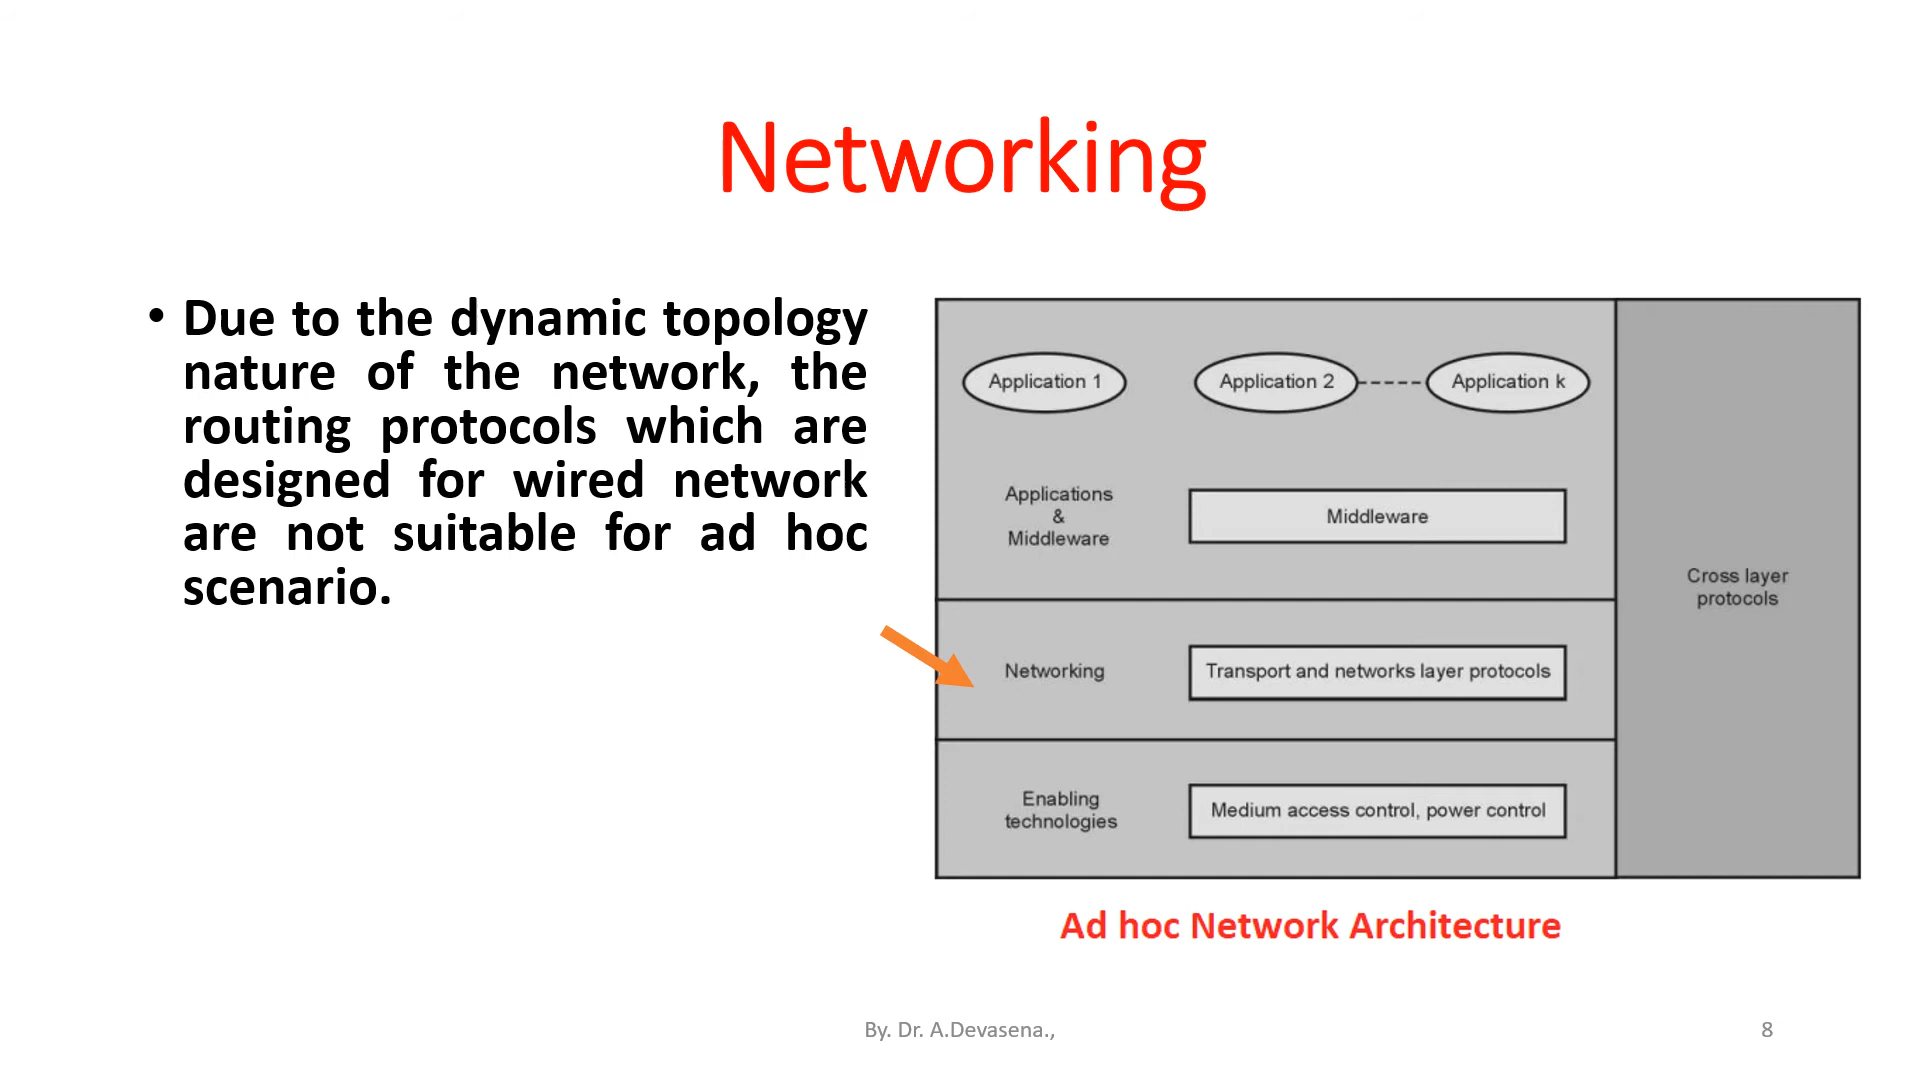 Networking
• Due to the dynamic topology
nature of the network, the
routing protocols which are
designed for wired network
are not suitable for ad hoc
scenario.
Application 1
Application 2
Application k
Applications
&
Middleware
Middleware
Networking
Transport and networks layer protocols
Enabling
technologies
Medium access control, power control
Cross layer
protocols
Ad hoc Network Architecture
By. Dr. A.Devasena.,
8